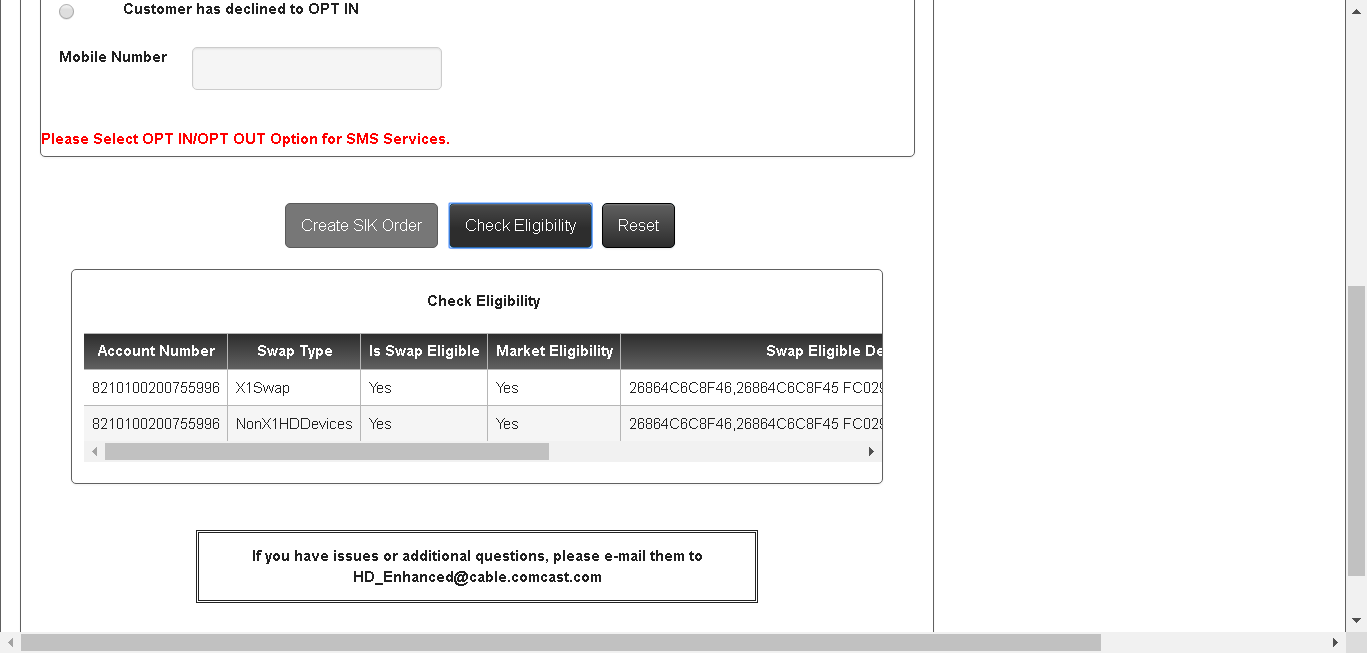 Customer has declined to OPT IN
Mobile Number
Please Select OPT IN/OPT OUT Option for SMS Services.
Create SIK Order Check Eligibility Reset
Check Eligibility
Account Number Swap Type Is Swap Eligible Market Eligibility Swap Eligible De
8210100200755996 X1Swap Yes Yes 26864C6C8F46,26864C6C8F45 FC029
8210100200755996 NonX1HDDevices Yes Yes 26864C6C8F46,26864C6C8F45 FC029
If you have issues or additional questions, please e-mail them to
HD_Enhanced@cable.comcast.com